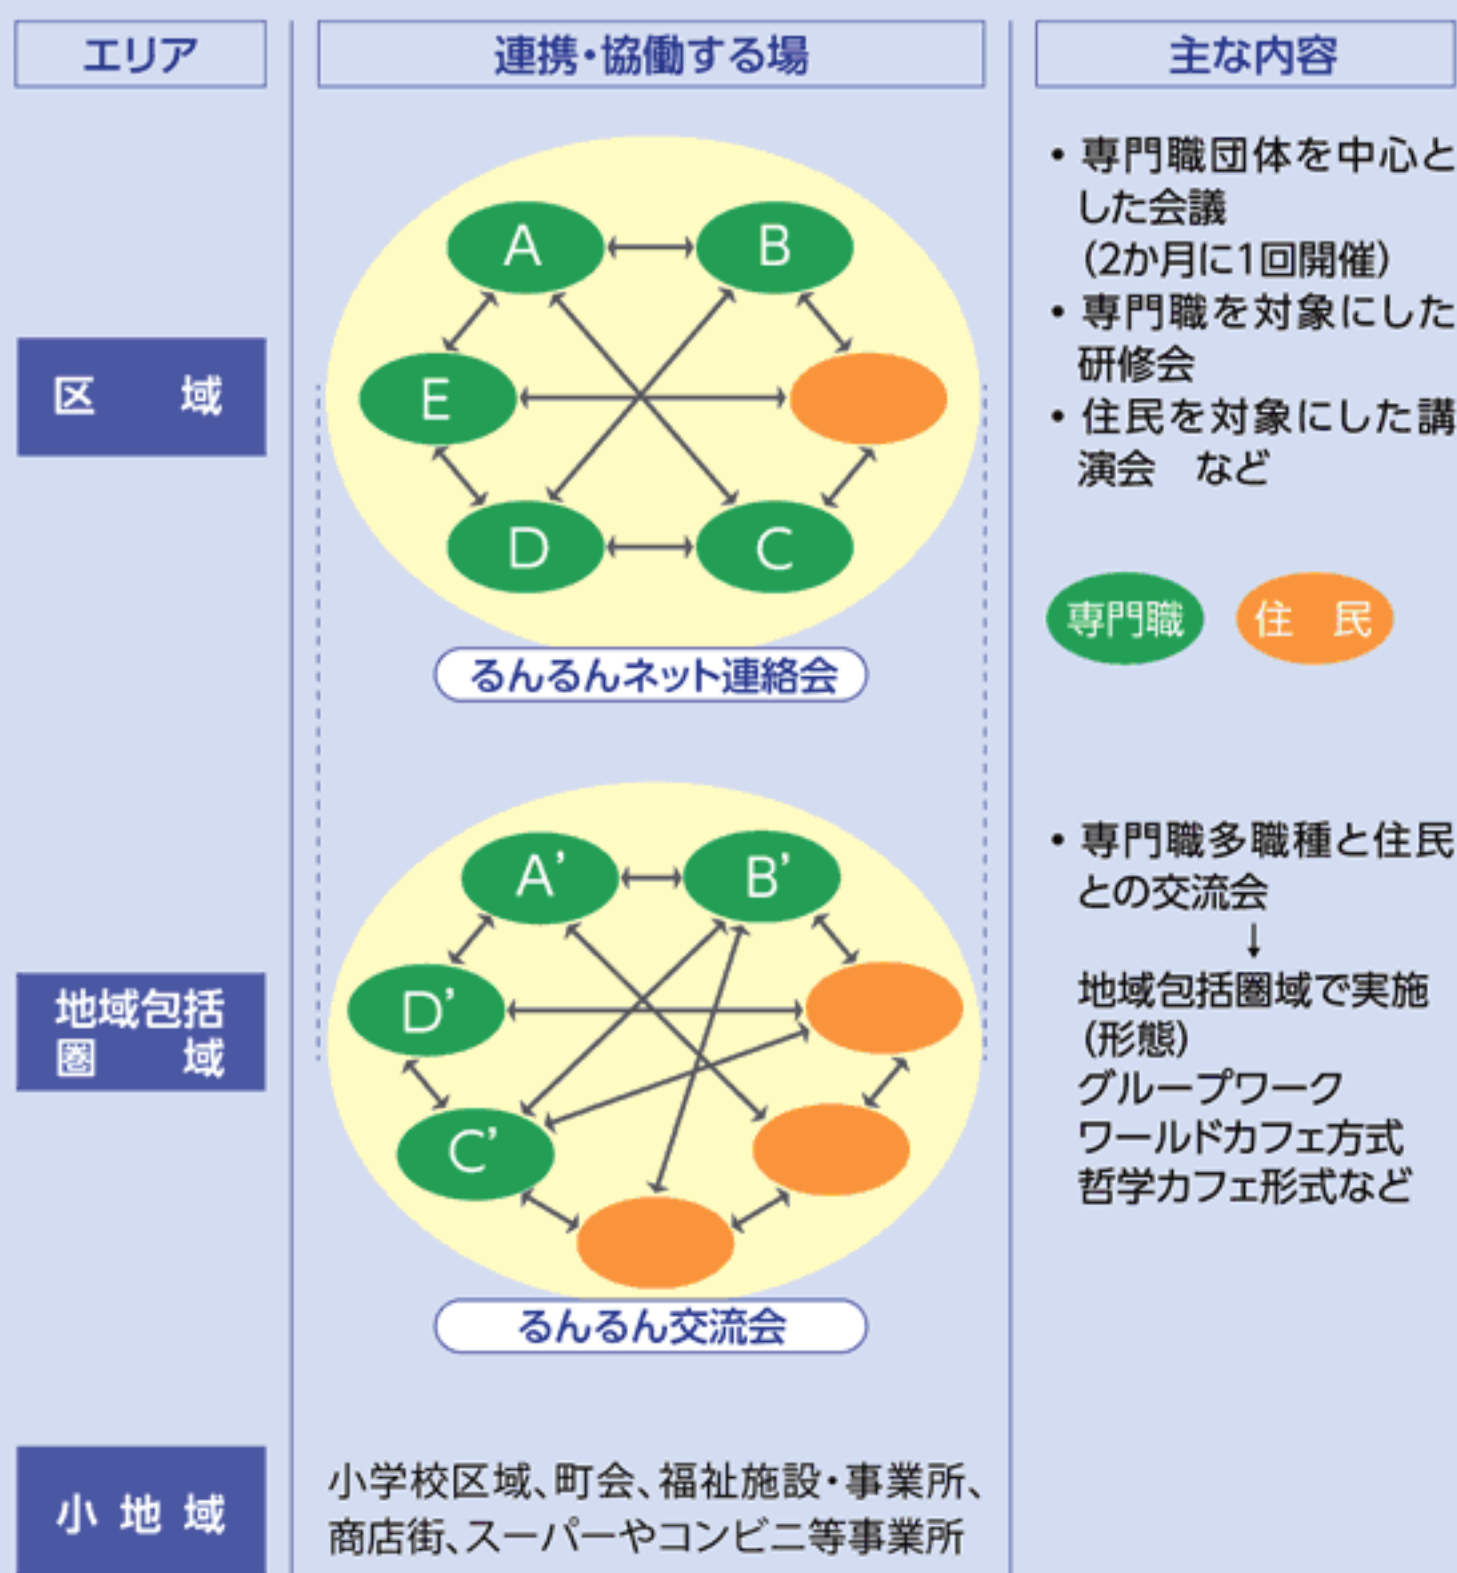 エリア
連携・協働する場
主な内容
区　域
A
B
E
D
C
るんるんネット連絡会
・専門職団体を中心と
した会議
（2か月に1回開催）
・専門職を対象にした
研修会
・住民を対象にした講
演会　など
専門職
住　民
地域包括
圏　域
A’
B’
D’
C’
るんるん交流会
・専門職多職種と住民
との交流会
↓
地域包括圏域で実施
（形態）
グループワーク
ワールドカフェ方式
哲学カフェ形式など
小 地 域
小学校区域、町会、福祉施設・事業所、
商店街、スーパーやコンビニ等事業所